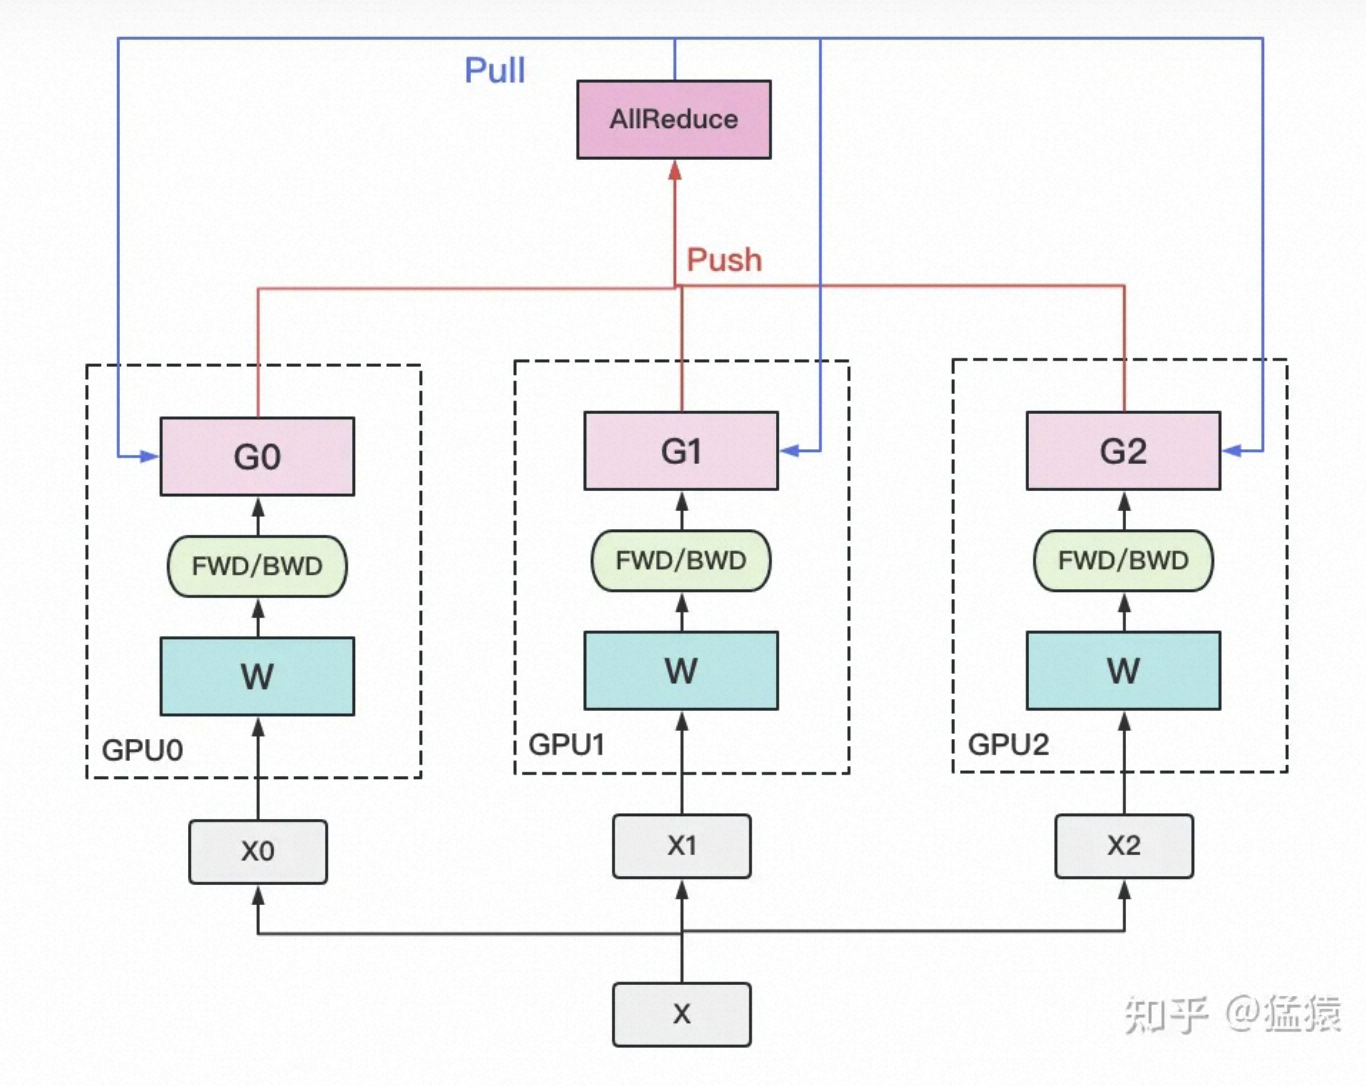 Pull
AllReduce
Push
G0
G1
G2
FWD/BWD
FWD/BWD
FWD/BWD
W
W
W
GPU0
GPU1
GPU2
X0
X1
X2
X
知乎 @猛猿